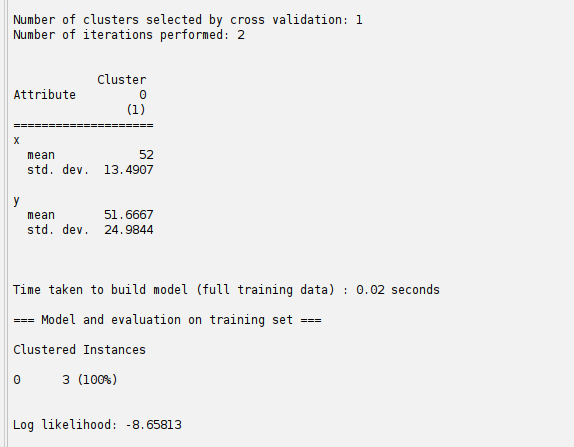 Number of clusters selected by cross validation: 1
Number of iterations performed: 2
Cluster
Attribute 0
(1)
====================
x
mean 52
std. dev. 13.4907
y
mean 51.6667
std. dev. 24.9844
Time taken to build model (full training data) : 0.02 seconds
=== Model and evaluation on training set ===
Clustered Instances
0 3 (100%)
Log likelihood: -8.65813